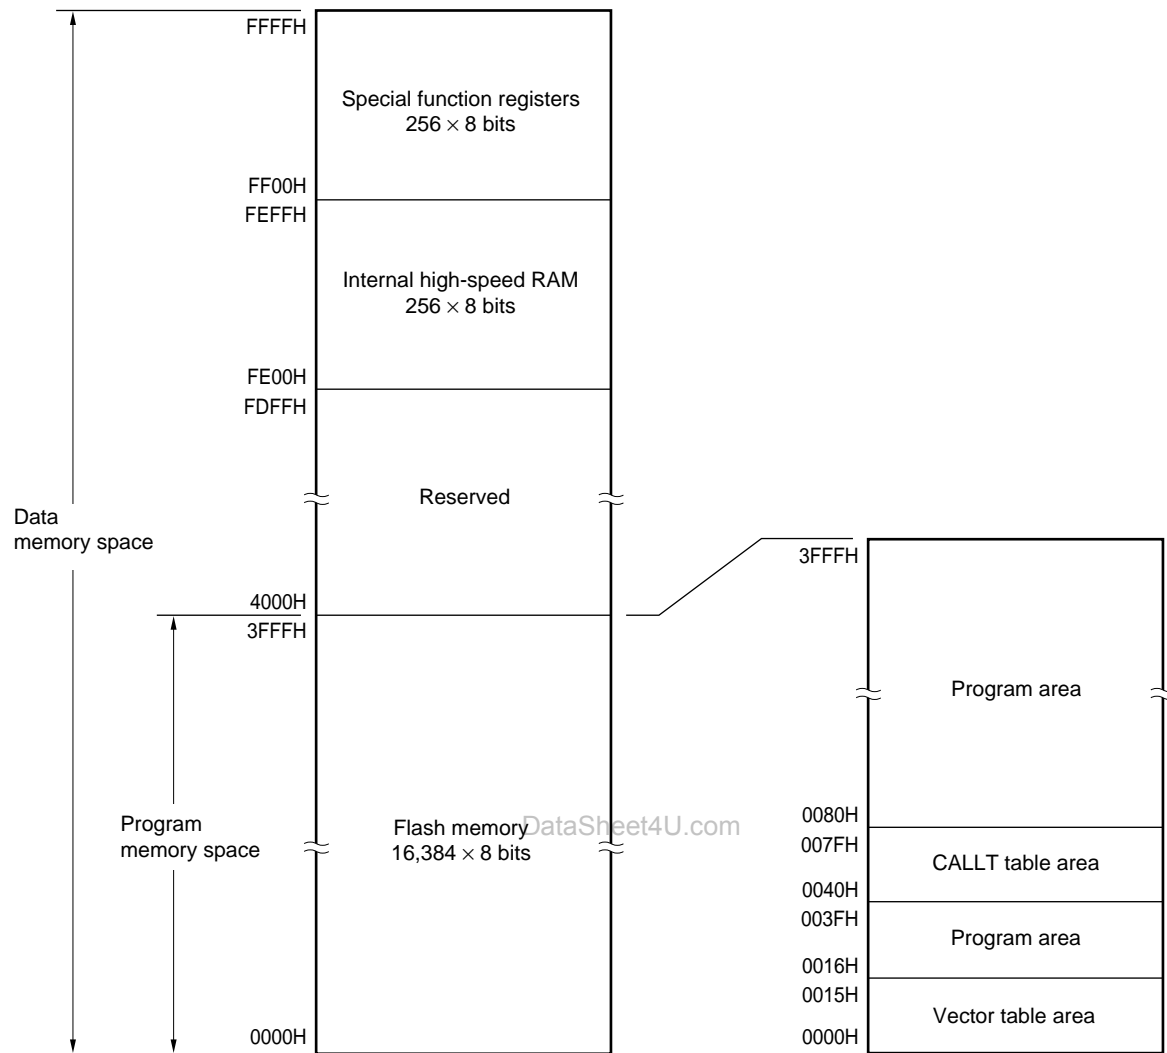 FFFFH
Special function registers
256 × 8 bits
FF00H
FEFFH
Internal high-speed RAM
256 × 8 bits
FE00H
FDFFH
Reserved
Data
memory space
4000H
3FFFH
Program
memory space
Flash memory
16,384 × 8 bits
DataSheet4U.com
0000H
3FFFH
Program area
0080H
007FH
CALLT table area
0040H
003FH
Program area
0016H
0015H
Vector table area
0000H